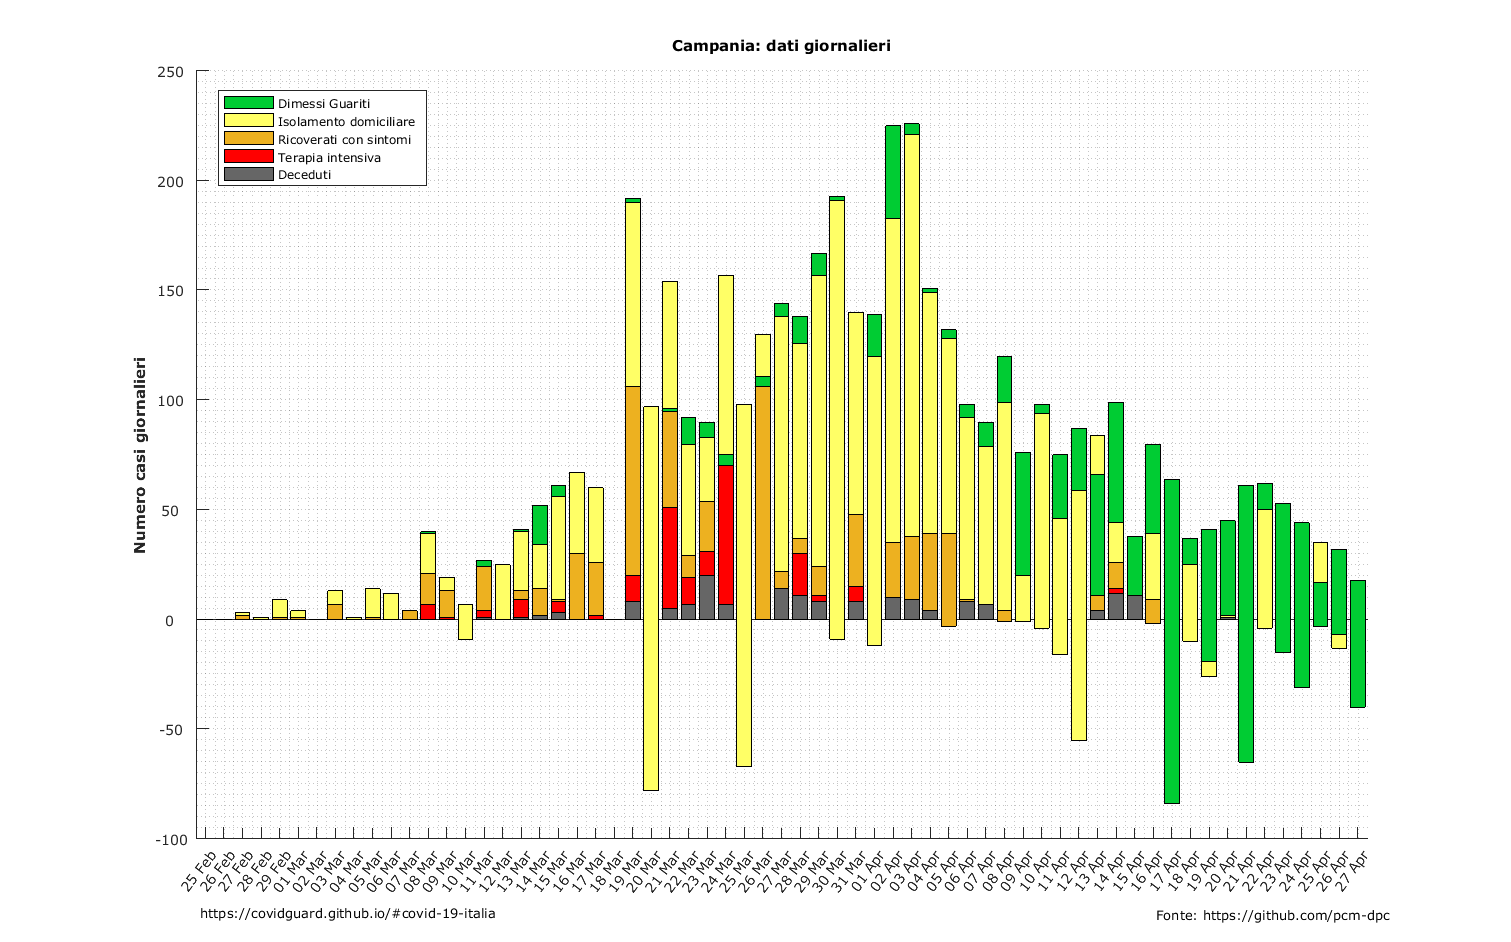 Campania: dati giornalieri
250
200
150
100
50
0
-50
-100
Numero casi giornalieri
Dimessi Guariti
Isolamento domiciliare
Ricoverati con sintomi
Terapia intensiva
Deceduti
25 Feb
26 Feb
27 Feb
28 Feb
29 Feb
01 Mar
02 Mar
03 Mar
04 Mar
05 Mar
06 Mar
07 Mar
08 Mar
09 Mar
10 Mar
11 Mar
12 Mar
13 Mar
14 Mar
15 Mar
16 Mar
17 Mar
18 Mar
19 Mar
20 Mar
21 Mar
22 Mar
23 Mar
24 Mar
25 Mar
26 Mar
27 Mar
28 Mar
29 Mar
30 Mar
31 Mar
01 Apr
02 Apr
03 Apr
04 Apr
05 Apr
06 Apr
07 Apr
08 Apr
09 Apr
10 Apr
11 Apr
12 Apr
13 Apr
14 Apr
15 Apr
16 Apr
17 Apr
18 Apr
19 Apr
20 Apr
21 Apr
22 Apr
23 Apr
24 Apr
25 Apr
26 Apr
27 Apr
https://covidguard.github.io/#covid-19-italia
Fonte: https://github.com/pcm-dpc